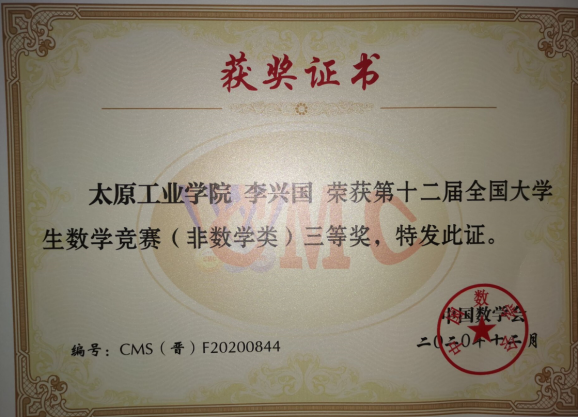 获奖证书
太原工业学院 李兴国 荣获第十二届全国大学
生数学竞赛（非数学类）三等奖，特发此证。
CMC
中国数学会
编号：CMS（晋）F20200844
二〇二〇年十二月